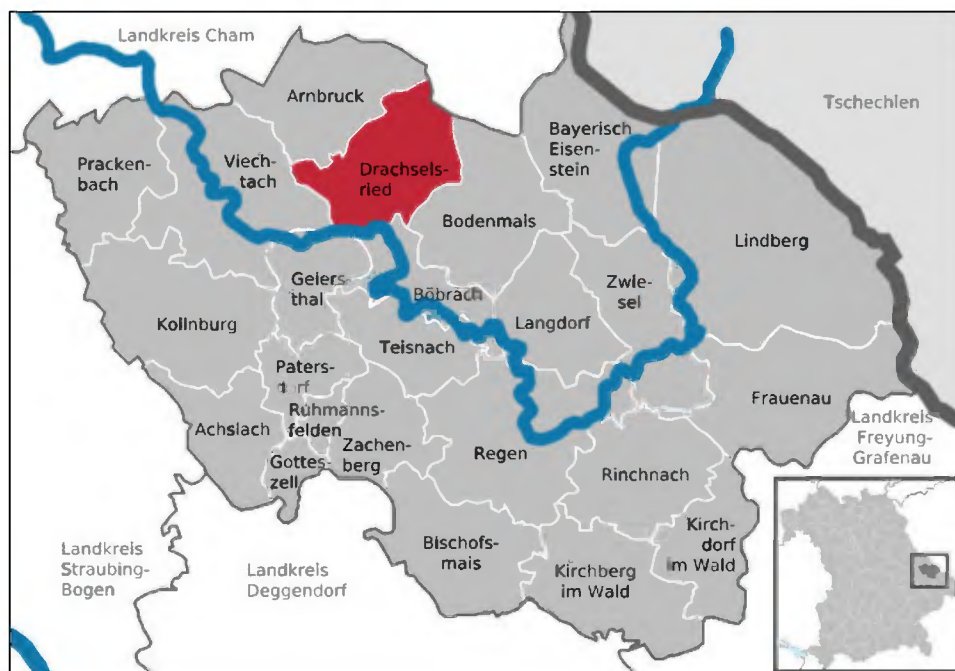 Landkreis Cham
Arnbruck
Tschechien
Bayerisch
Eisen-
stein
Pracken-
bach
Viech-
tach
Drachsels-
ried
Bodenmais
Lindberg
Geiers-
thal
Böbrach
Zwie-
sel
Kollnburg
Langdorf
Teisnach
Paters-
dorf
Frauenau
Ruhmanns-
felden
Achslach
Zachen-
berg
Regen
Landkreis
Freyung-
Grafenau
Gottes-
zell
Rinchnach
Kirch-
dorf
im Wald
Bischofs-
mais
Landkreis
Straubing-
Bogen
Landkreis
Deggendorf
Kirchberg
im Wald